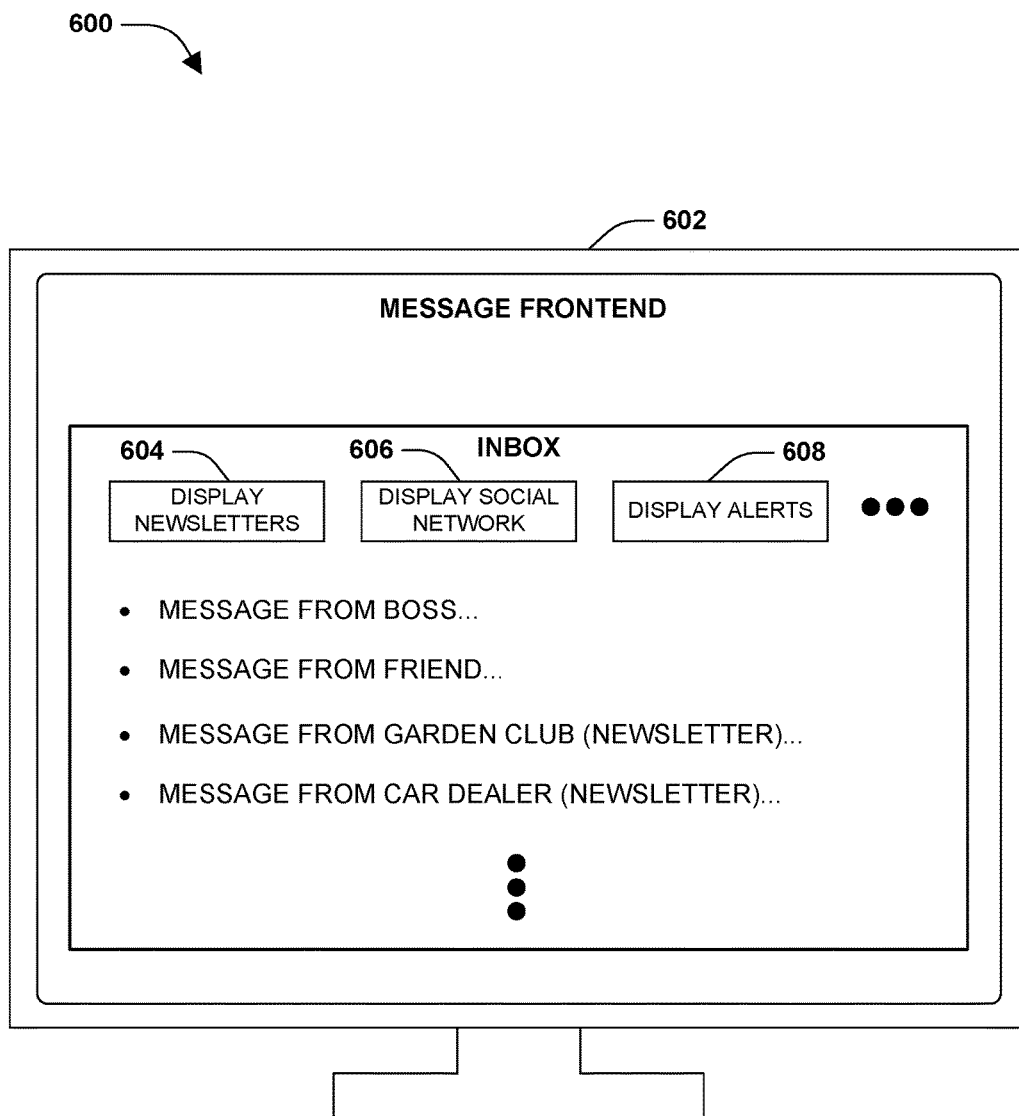 600
602
MESSAGE FRONTEND
604
606
INBOX
608
DISPLAY
NEWSLETTERS
DISPLAY SOCIAL
NETWORK
DISPLAY ALERTS
• MESSAGE FROM BOSS...
• MESSAGE FROM FRIEND...
• MESSAGE FROM GARDEN CLUB (NEWSLETTER)...
• MESSAGE FROM CAR DEALER (NEWSLETTER)...